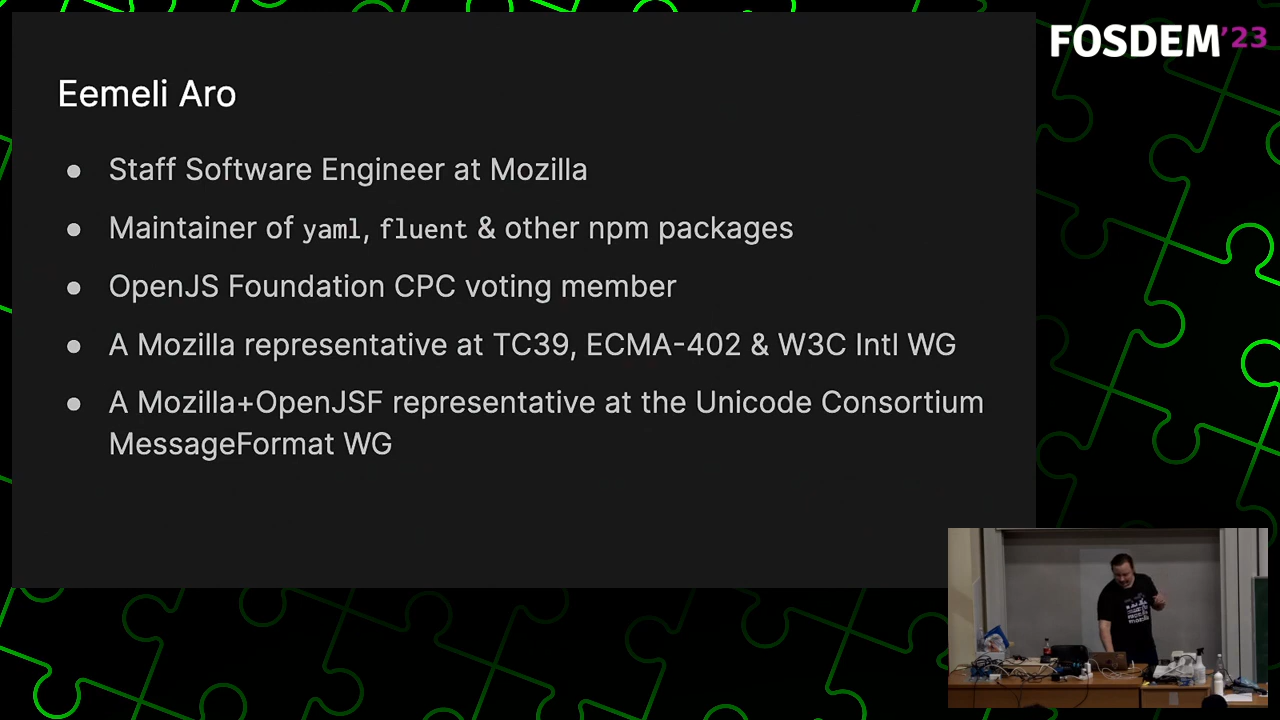 FOSDEM'23
Eemeli Aro
• Staff Software Engineer at Mozilla
• Maintainer of yaml, fluent & other npm packages
• OpenJS Foundation CPC voting member
• A Mozilla representative at TC39, ECMA-402 & W3C Intl WG
• A Mozilla+OpenJSF representative at the Unicode Consortium
MessageFormat WG